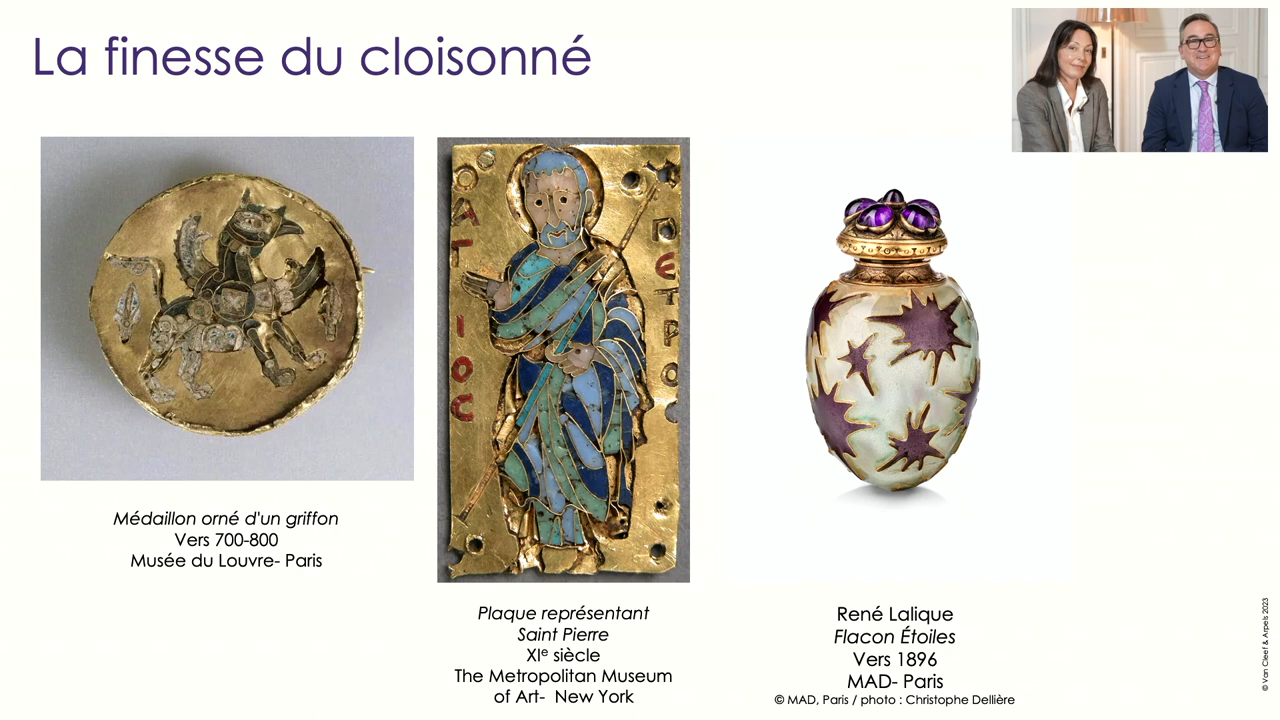 La finesse du cloisonné
Médaillon orné d'un griffon
Vers 700-800
Musée du Louvre- Paris
Ο
Α
Γ
Ι
Ο
C
Π
Ε
Τ
Ρ
Ο
C
Plaque représentant
Saint Pierre
XIe siècle
The Metropolitan Museum
of Art- New York
René Lalique
Flacon Étoiles
Vers 1896
MAD- Paris
© MAD, Paris / photo : Christophe Dellière
© Van Cleef & Arpels 2023